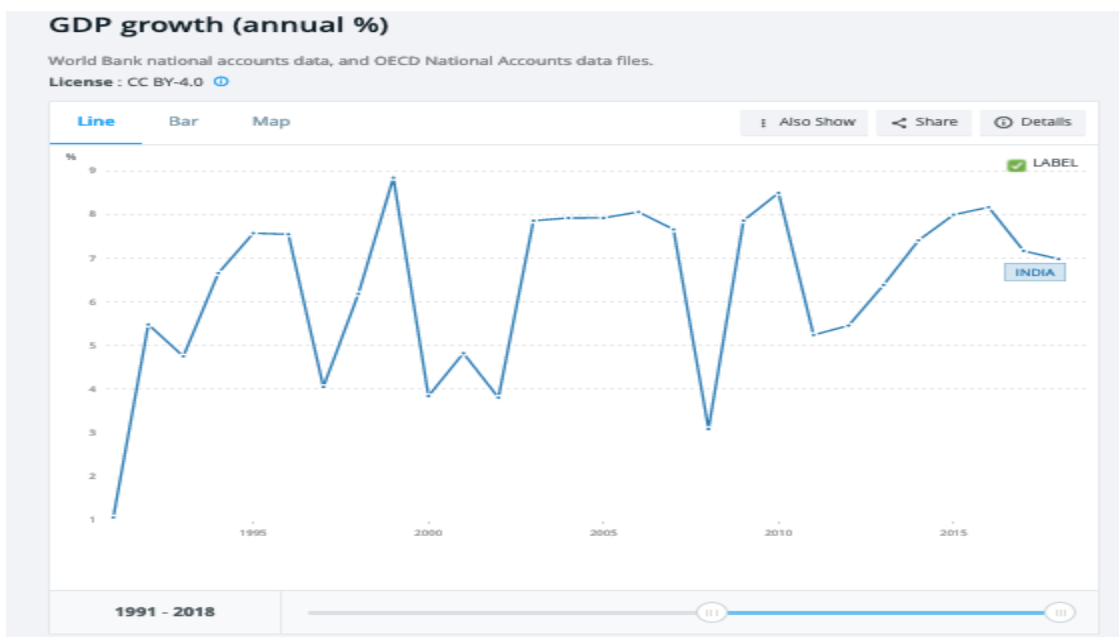 GDP growth (annual %)
World Bank national accounts data, and OECD National Accounts data files.
License : CC BY-4.0
Line Bar Map Also Show Share Details
%
LABEL
9
8
7
INDIA
6
5
4
3
2
1
1995 2000 2005 2010 2015
1991 - 2018